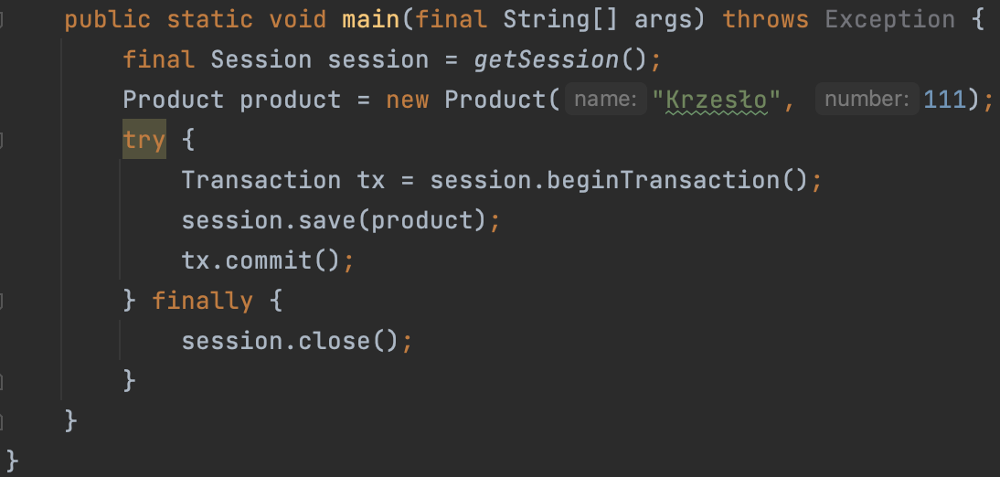 public static void main(final String[] args) throws Exception {
final Session session = getSession();
Product product = new Product( name: "Krzesło", number: 111);
try {
Transaction tx = session.beginTransaction();
session.save(product);
tx.commit();
} finally {
session.close();
}
}
}